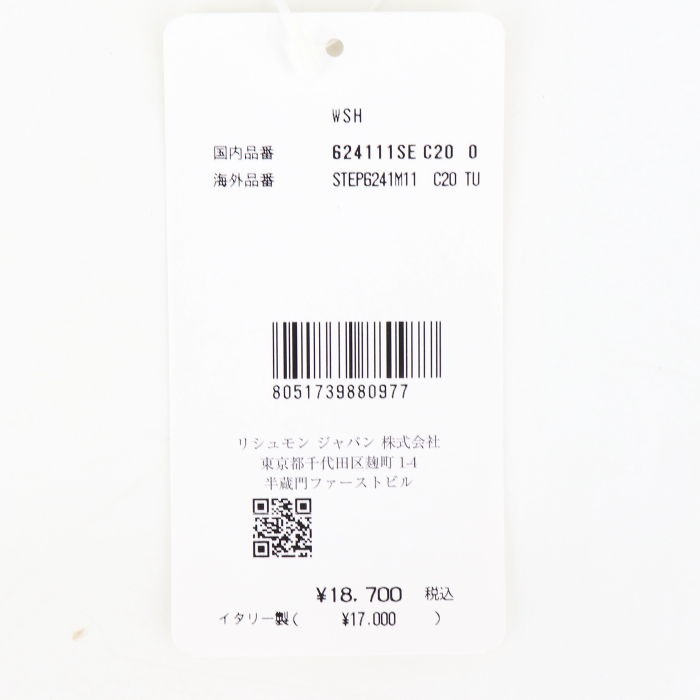 WSH
国内品番 624111SE C20 0
海外品番 STEP6241M11 C20 TU
8051739880977
リシュモン ジャパン 株式会社
東京都千代田区麹町 1-4
半蔵門ファーストビル
¥18.700 税込
イタリー製( ¥17.000 )